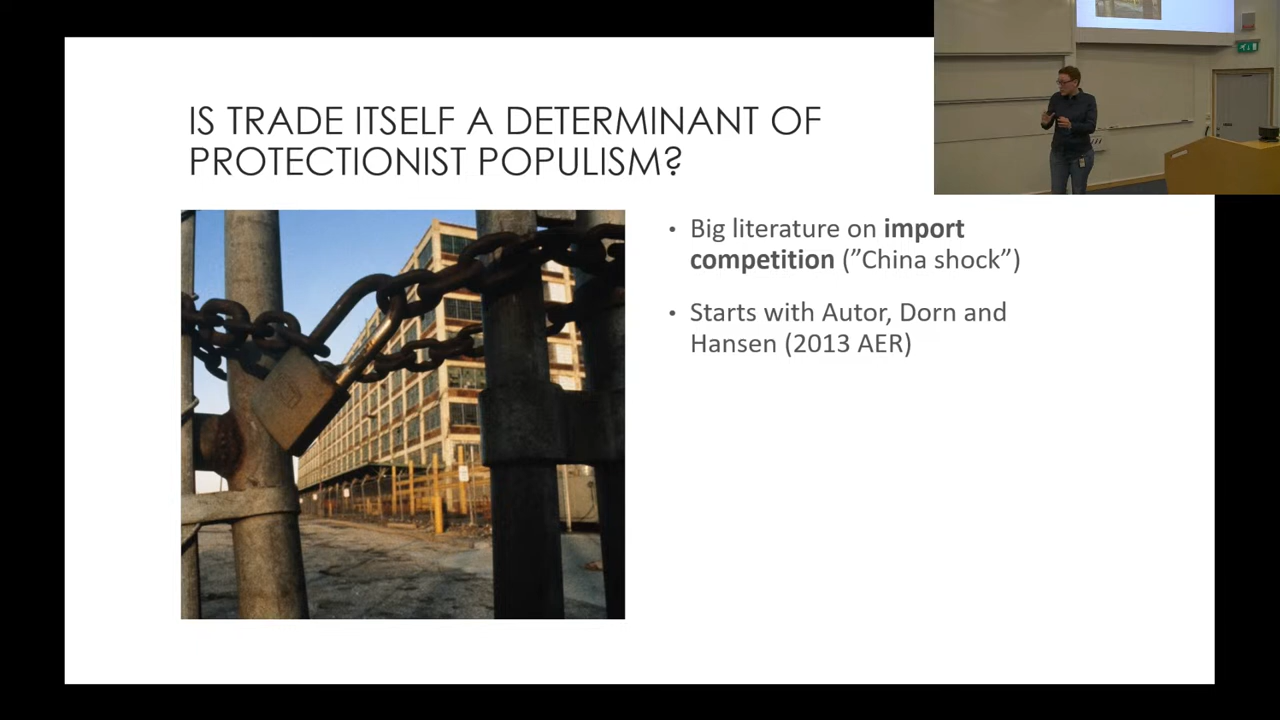 IS TRADE ITSELF A DETERMINANT OF
PROTECTIONIST POPULISM?
• Big literature on import
competition (”China shock”)
• Starts with Autor, Dorn and
Hansen (2013 AER)